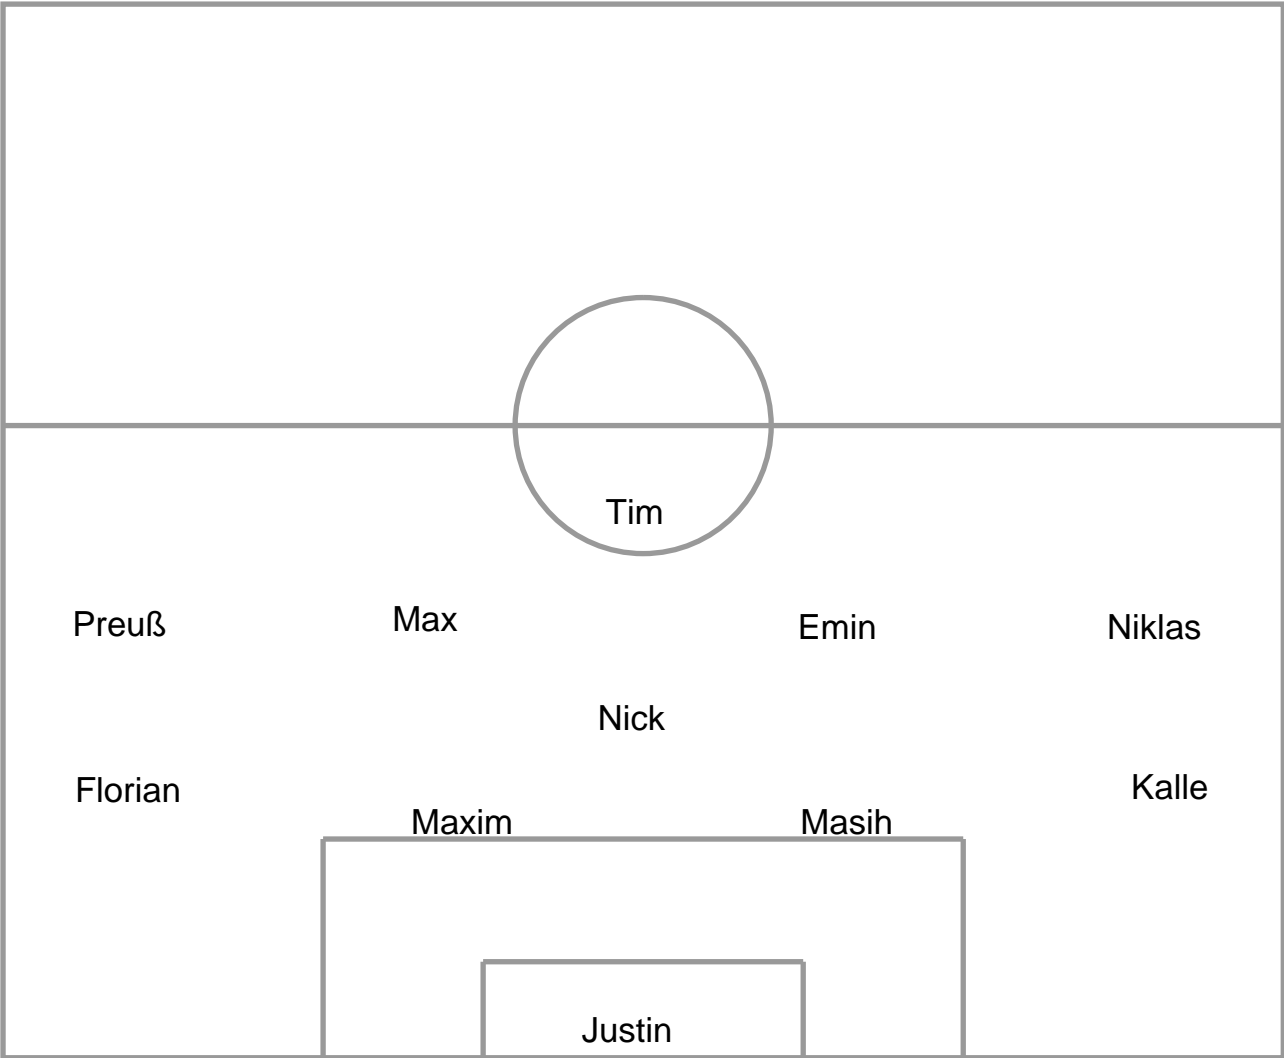 Tim
Preuß
Max
Emin
Niklas
Nick
Florian
Kalle
Maxim
Masih
Justin